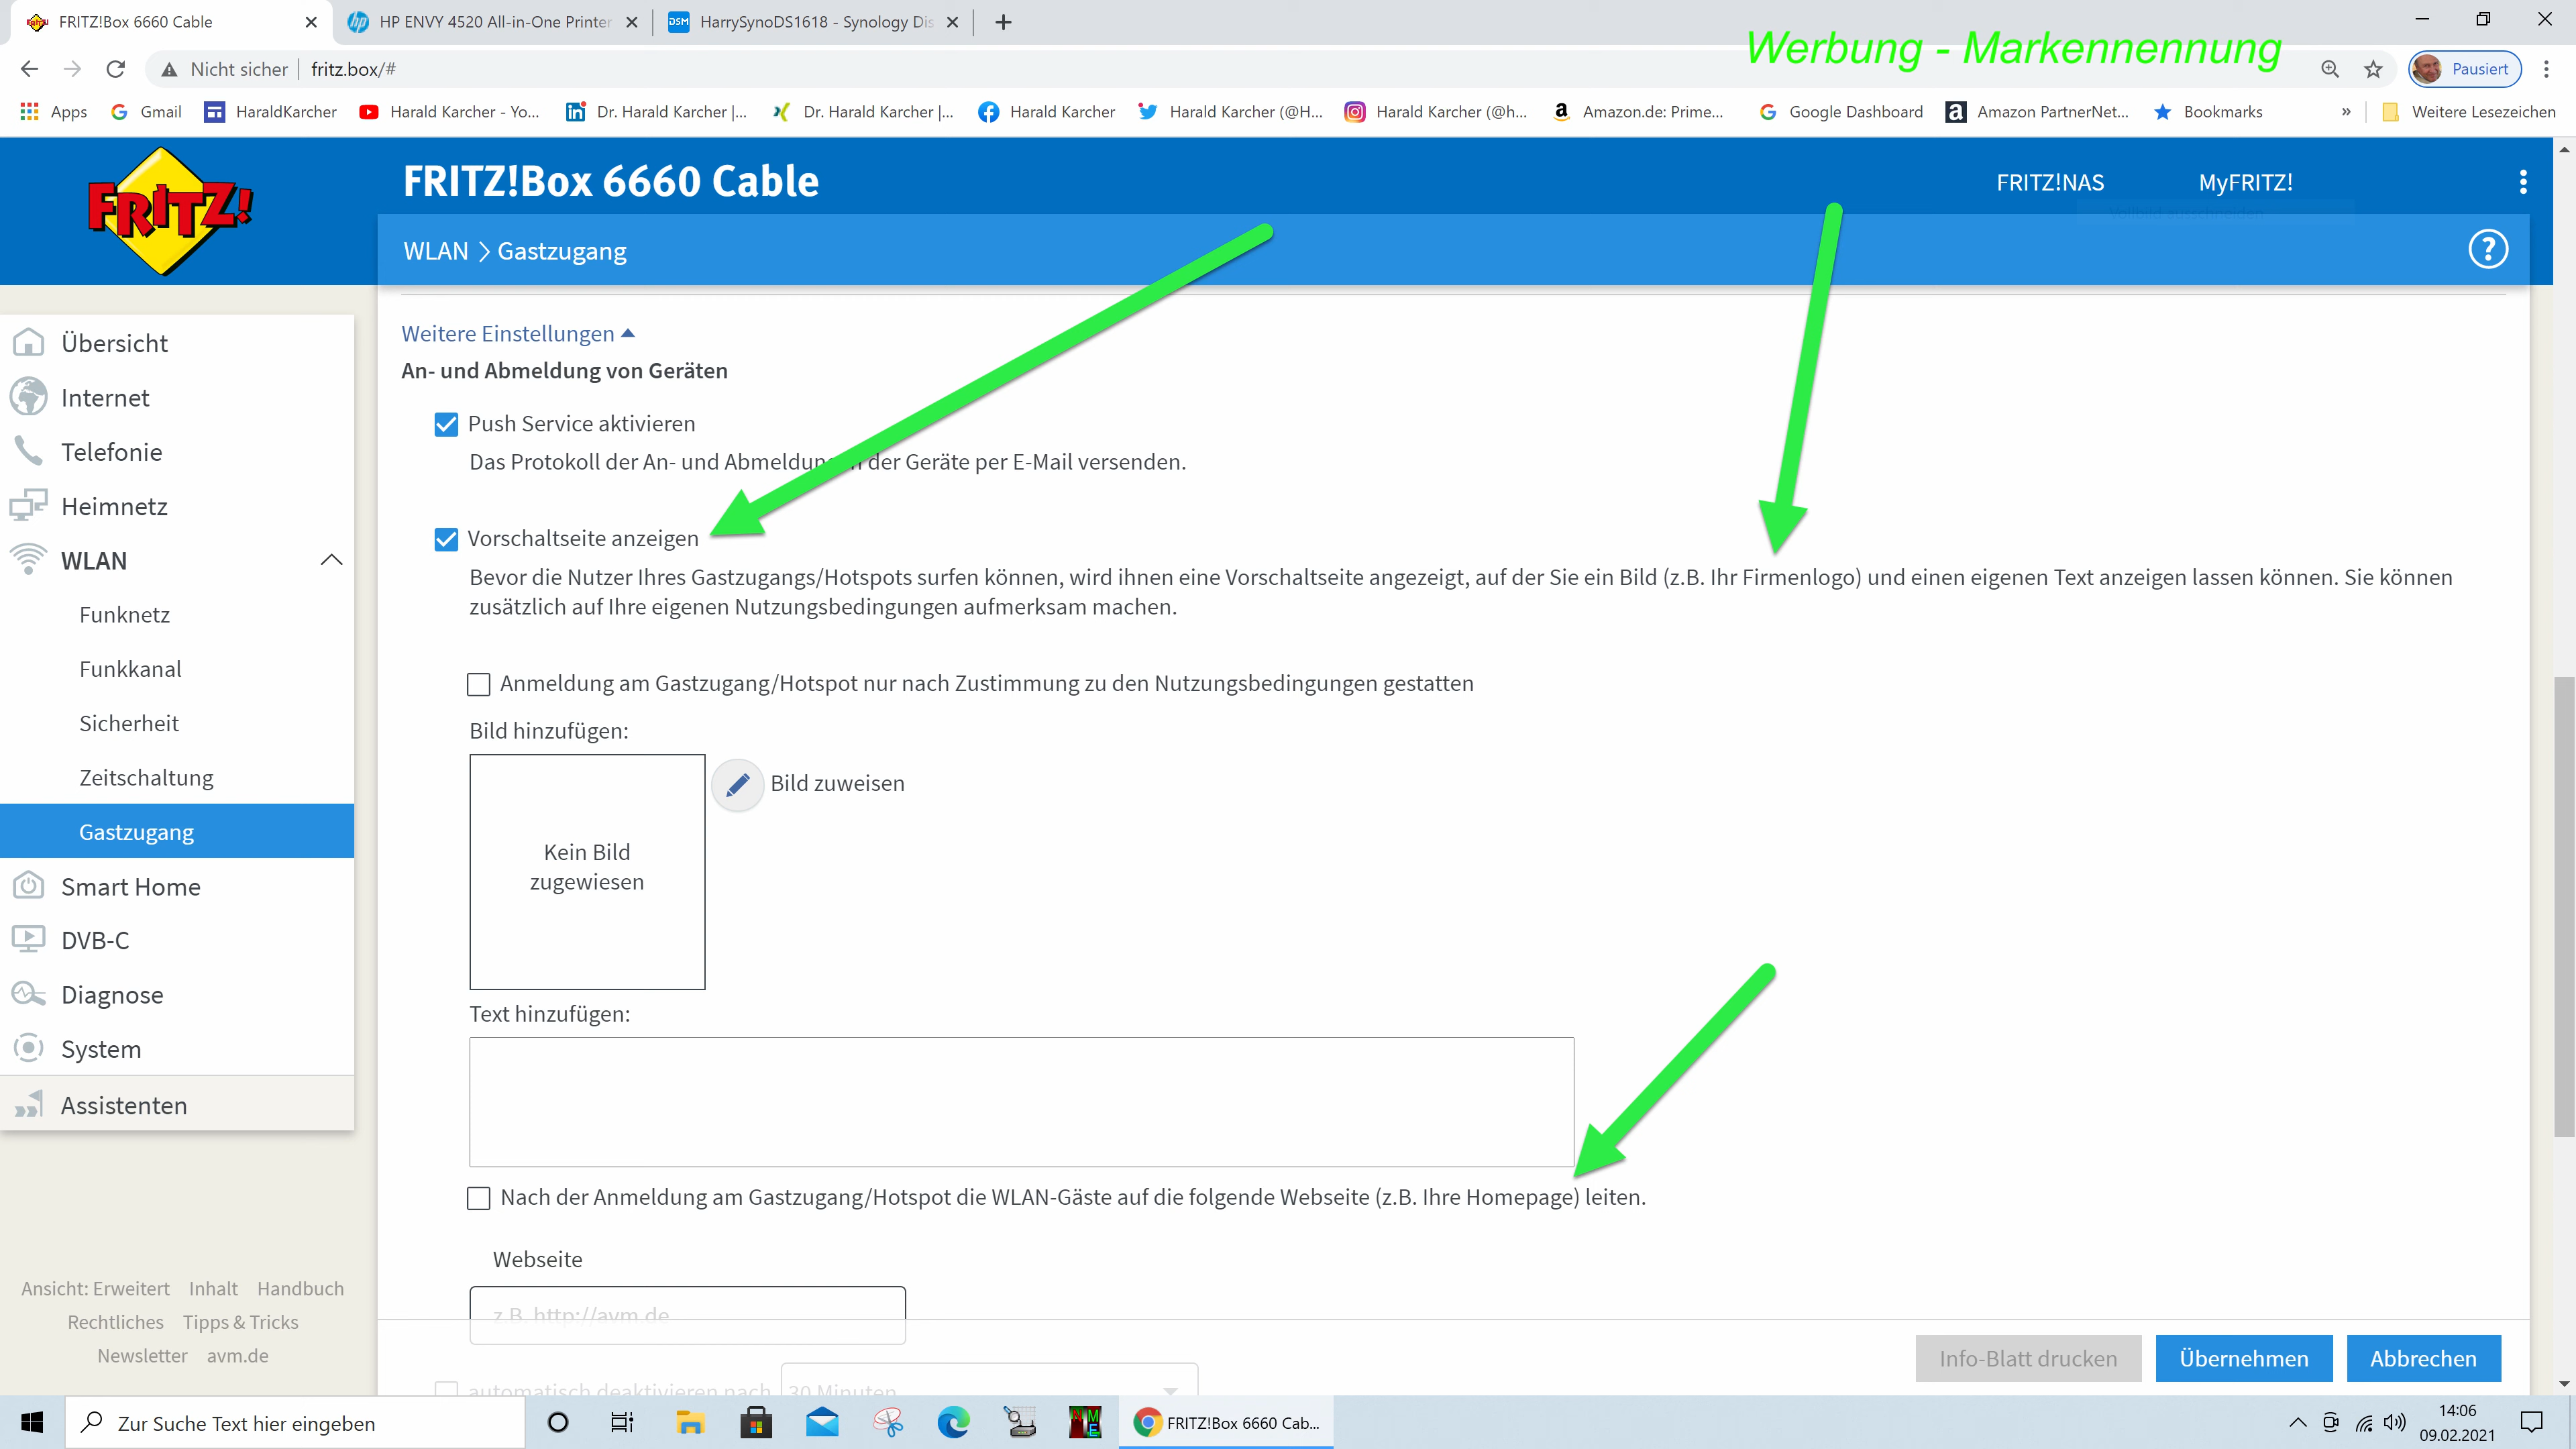 FRITZ!Box 6660 Cable
HP ENVY 4520 All-in-One Printer
HarrySynoDS1618 - Synology Dis
Werbung - Markennennung
Nicht sicher
fritz.box/#
Pausiert
Apps
Gmail
HaraldKarcher
Harald Karcher - Yo...
Dr. Harald Karcher |...
Dr. Harald Karcher |...
Harald Karcher
Harald Karcher (@H...
Harald Karcher (@h...
Amazon.de: Prime...
Google Dashboard
Amazon PartnerNet...
Bookmarks
»
Weitere Lesezeichen
FRITZ!
FRITZ!Box 6660 Cable
FRITZ!NAS
MyFRITZ!
WLAN > Gastzugang
Übersicht
Internet
Telefonie
Heimnetz
WLAN
Funknetz
Funkkanal
Sicherheit
Zeitschaltung
Gastzugang
Smart Home
DVB-C
Diagnose
System
Assistenten
Ansicht: Erweitert Inhalt Handbuch
Rechtliches Tipps & Tricks
Newsletter avm.de
Weitere Einstellungen
An- und Abmeldung von Geräten
Push Service aktivieren
Das Protokoll der An- und der Geräte per E-Mail versenden.
Vorschaltseite anzeigen
Bevor die Nutzer Ihres Gastzugangs/Hotspots surfen können, wird ihnen eine Vorschaltseite angezeigt, auf der Sie ein Bild (z.B. Ihr Firmenlogo) und einen eigenen Text anzeigen lassen können. Sie können
zusätzlich auf Ihre eigenen Nutzungsbedingungen aufmerksam machen.
Anmeldung am Gastzugang/Hotspot nur nach Zustimmung zu den Nutzungsbedingungen gestatten
Bild hinzufügen:
Bild zuweisen
Kein Bild
zugewiesen
Text hinzufügen:
Nach der Anmeldung am Gastzugang/Hotspot die WLAN-Gäste auf die folgende Webseite (z.B. Ihre Homepage) leiten.
Webseite
z.B. http://avm.de
automatisch deaktivieren nach
30 Minuten
Info-Blatt drucken
Übernehmen
Abbrechen
Zur Suche Text hier eingeben
FRITZ!Box 6660 Cab...
14:06
09.02.2021